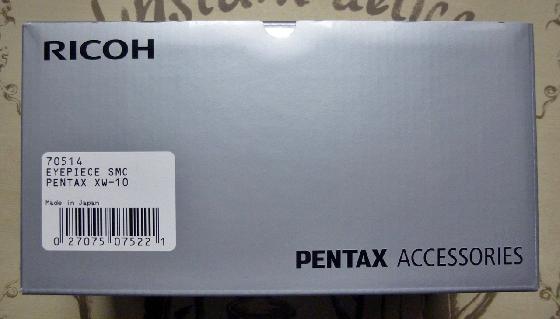 RICOH
70514
EYEPIECE SMC
PENTAX XW-10
Made in Japan
0 27075 07522 1
PENTAX ACCESSORIES